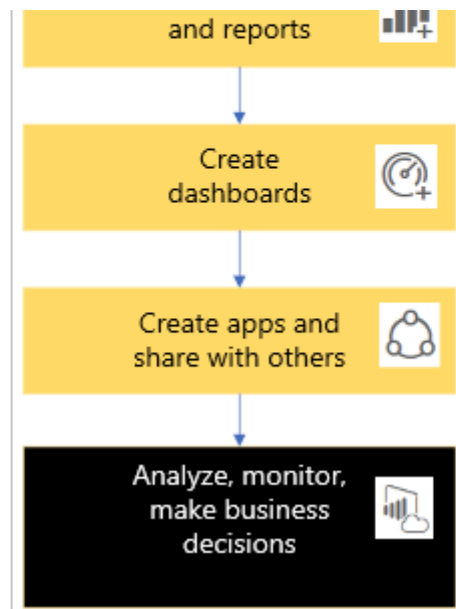 and reports
Create
dashboards
Create apps and
share with others
Analyze, monitor,
make business
decisions